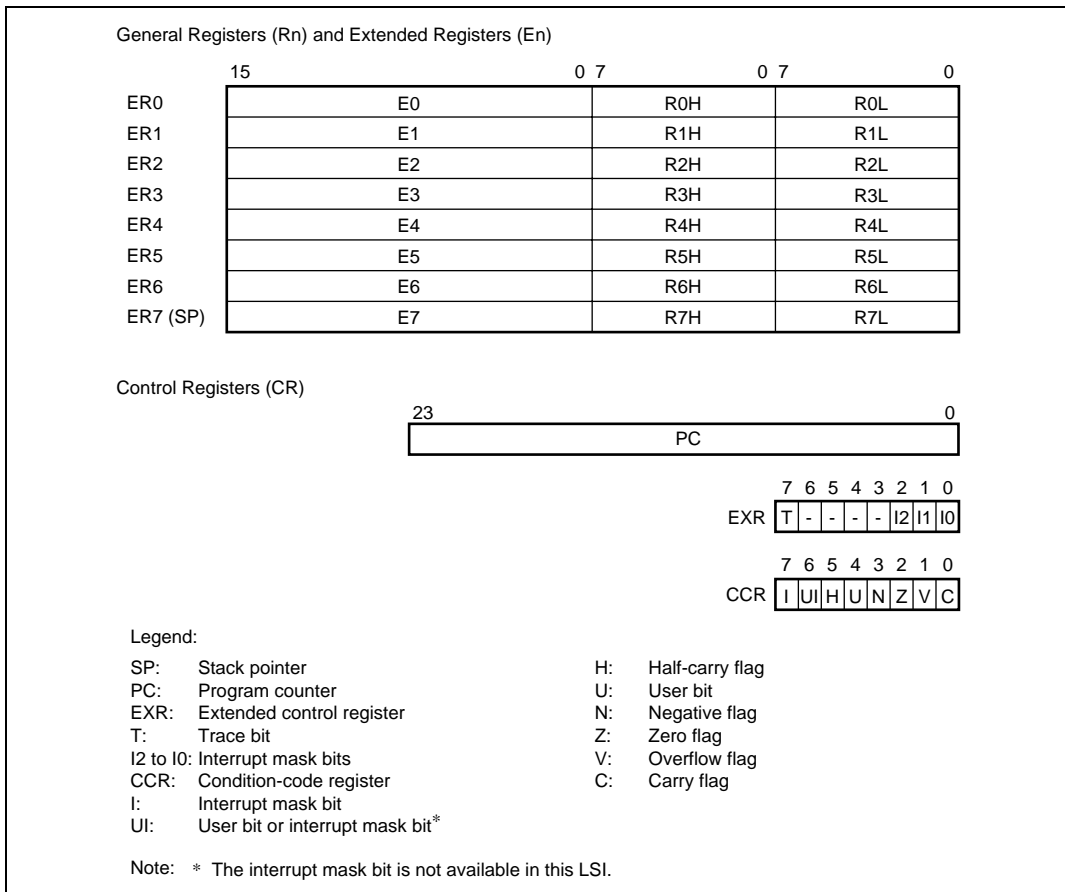 General Registers (Rn) and Extended Registers (En)
15 0 7 0 7 0
ER0 E0 R0H R0L
ER1 E1 R1H R1L
ER2 E2 R2H R2L
ER3 E3 R3H R3L
ER4 E4 R4H R4L
ER5 E5 R5H R5L
ER6 E6 R6H R6L
ER7 (SP) E7 R7H R7L
Control Registers (CR)
23 0
PC
7 6 5 4 3 2 1 0
EXR T - - - - I2 I1 I0
7 6 5 4 3 2 1 0
CCR I UI H U N Z V C
Legend:
SP: Stack pointer
PC: Program counter
EXR: Extended control register
T: Trace bit
I2 to I0: Interrupt mask bits
CCR: Condition-code register
I: Interrupt mask bit
UI: User bit or interrupt mask bit*
H: Half-carry flag
U: User bit
N: Negative flag
Z: Zero flag
V: Overflow flag
C: Carry flag
Note: * The interrupt mask bit is not available in this LSI.